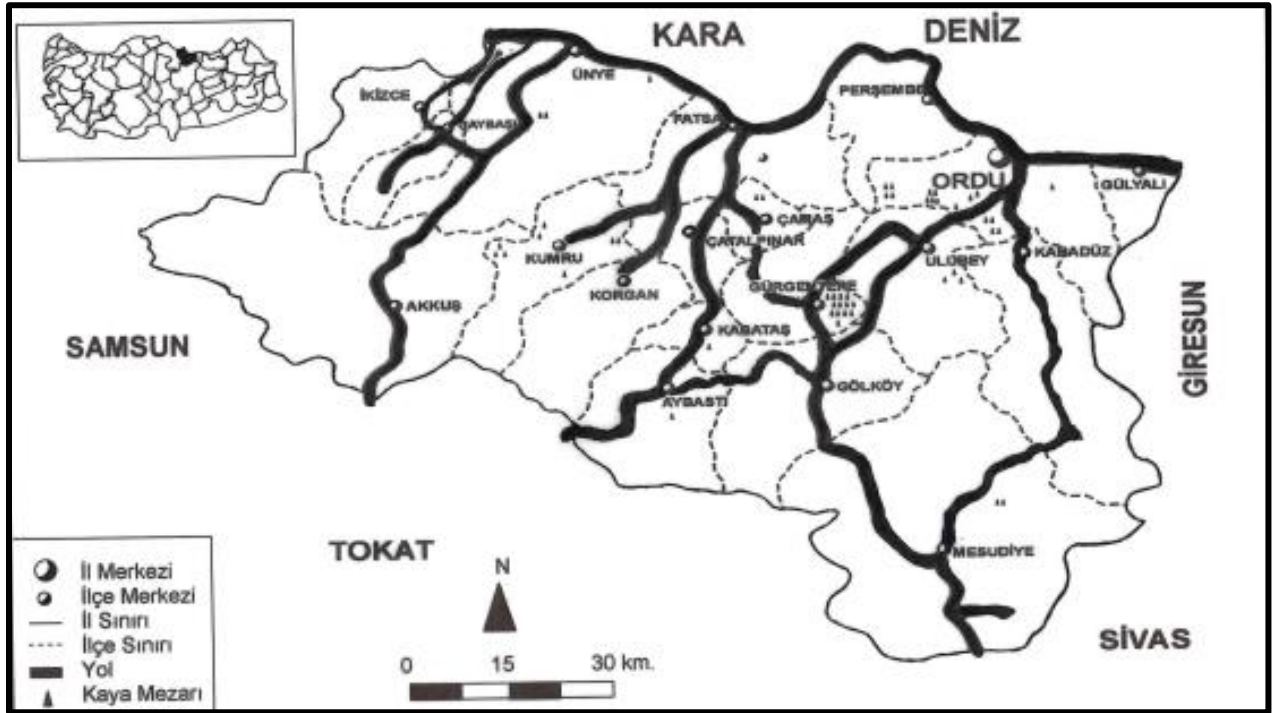 KARA DENİZ
ÜNYE
PERŞEMBE
İKİZCE
ÇAYBAŞI
FATSA
ORDU
GÜLYALI
ÇAMAŞ
ÇATALPINAR
KUMRU
ULUBEY
KABADÜZ
KORGAN
GÜRGENTEPE
AKKUŞ
KABATAŞ
SAMSUN
GİRESUN
GÖLKÖY
AYBASTI
TOKAT
MESUDİYE
SİVAS
İl Merkezi
İlçe Merkezi
İl Sınırı
İlçe Sınırı
Yol
Kaya Mezarı
N
0 15 30 km.